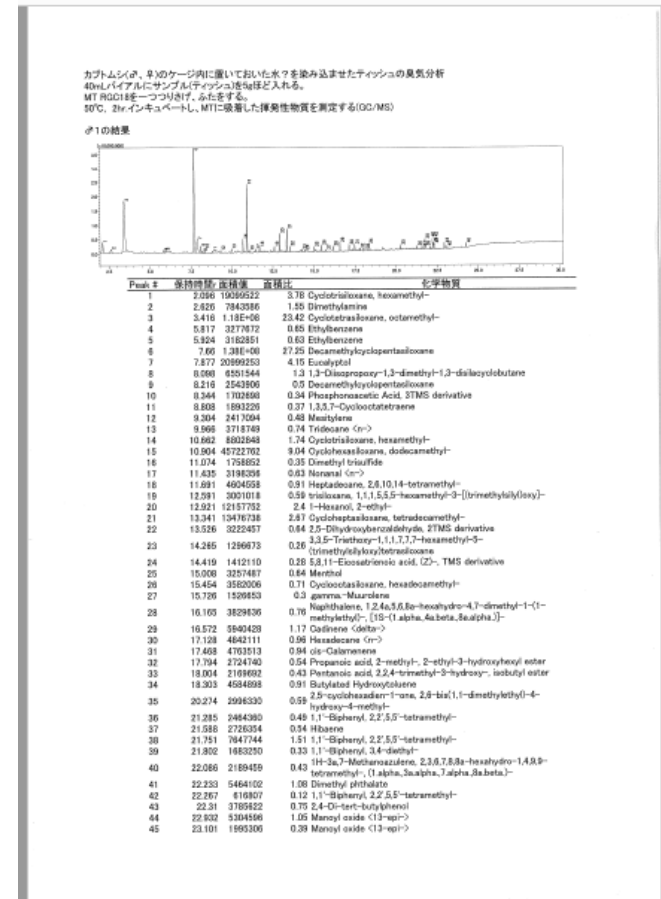 カブトムシ(♂、♀)のケージ内に置いておいた水?を染み込ませたティッシュの臭気分析
40mLバイアルにサンプル(ティッシュ)を5gほど入れる。
MT RGC18を一つつりさげ、ふたをする。
50℃, 2hr.インキュベートし、MTに吸着した揮発性物質を測定する(GC/MS)
♂1の結果
Peak # 保持時間 面積値 面積比 化学物質
1 2.096 19099522 3.78 Cyclotrisiloxane, hexamethyl-
2 2.626 7843586 1.55 Dimethylamine
3 3.416 1.18E+08 23.42 Cyclotetrasiloxane, octamethyl-
4 5.817 3277672 0.65 Ethylbenzene
5 5.924 3182851 0.63 Ethylbenzene
6 7.66 1.38E+08 27.25 Decamethylcyclopentasiloxane
7 7.877 20999253 4.15 Eucalyptol
8 8.098 6551544 1.3 1,3-Diisopropoxy-1,3-dimethyl-1,3-disilacyclobutane
9 8.216 2543906 0.5 Decamethylcyclopentasiloxane
10 8.344 1702698 0.34 Phosphonoacetic Acid, 3TMS derivative
11 8.808 1893226 0.37 1,3,5,7-Cyclooctatetraene
12 9.304 2417094 0.48 Mesitylene
13 9.966 3718749 0.74 Tridecane <n->
14 10.662 8802848 1.74 Cyclotrisiloxane, hexamethyl-
15 10.904 45722762 9.04 Cyclohexasiloxane, dodecamethyl-
16 11.074 1758852 0.35 Dimethyl trisulfide
17 11.435 3198356 0.63 Nonanal <n->
18 11.691 4604558 0.91 Heptadecane, 2,6,10,14-tetramethyl-
19 12.591 3001018 0.59 trisiloxane, 1,1,1,5,5,5-hexamethyl-3-[(trimethylsilyl)oxy]-
20 12.921 12157752 2.4 1-Hexanol, 2-ethyl-
21 13.341 13476738 2.67 Cycloheptasiloxane, tetradecamethyl-
22 13.526 3222457 0.64 2,5-Dihydroxybenzaldehyde, 2TMS derivative
23 14.265 1296673 0.26 3,3,5-Triethoxy-1,1,1,7,7,7-hexamethyl-5-(trimethylsilyloxy)tetrasiloxane
24 14.419 1412110 0.28 5,8,11-Eicosatrienoic acid, (Z)-, TMS derivative
25 15.008 3257487 0.64 Menthol
26 15.454 3582006 0.71 Cyclooctasiloxane, hexadecamethyl-
27 15.726 1526653 0.3 .gamma.-Muurolene
28 16.165 3829636 0.76 Naphthalene, 1,2,4a,5,6,8a-hexahydro-4,7-dimethyl-1-(1-methylethyl)-, [1S-(1.alpha.,4a.beta.,8a.alpha.)]-
29 16.572 5940428 1.17 Cadinene <delta->
30 17.128 4842111 0.96 Hexadecane <n->
31 17.468 4763513 0.94 cis-Calamenene
32 17.794 2724740 0.54 Propanoic acid, 2-methyl-, 2-ethyl-3-hydroxyhexyl ester
33 18.004 2169692 0.43 Pentanoic acid, 2,2,4-trimethyl-3-hydroxy-, isobutyl ester
34 18.303 4584898 0.91 Butylated Hydroxytoluene
35 20.274 2996330 0.59 2,5-cyclohexadien-1-one, 2,6-bis(1,1-dimethylethyl)-4-hydroxy-4-methyl-
36 21.285 2464360 0.49 1,1'-Biphenyl, 2,2',5,5'-tetramethyl-
37 21.588 2726354 0.54 Hibaene
38 21.751 7647744 1.51 1,1'-Biphenyl, 2,2',5,5'-tetramethyl-
39 21.802 1683250 0.33 1,1'-Biphenyl, 3,4-diethyl-
40 22.086 2189459 0.43 1H-3a,7-Methanoazulene, 2,3,6,7,8,8a-hexahydro-1,4,9,9-tetramethyl-, (1.alpha.,3a.alpha.,7.alpha.,8a.beta.)-
41 22.233 5464102 1.08 Dimethyl phthalate
42 22.267 616807 0.12 1,1'-Biphenyl, 2,2',5,5'-tetramethyl-
43 22.31 3785622 0.75 2,4-Di-tert-butylphenol
44 22.932 5304596 1.05 Manoyl oxide <13-epi->
45 23.101 1995306 0.39 Manoyl oxide <13-epi->